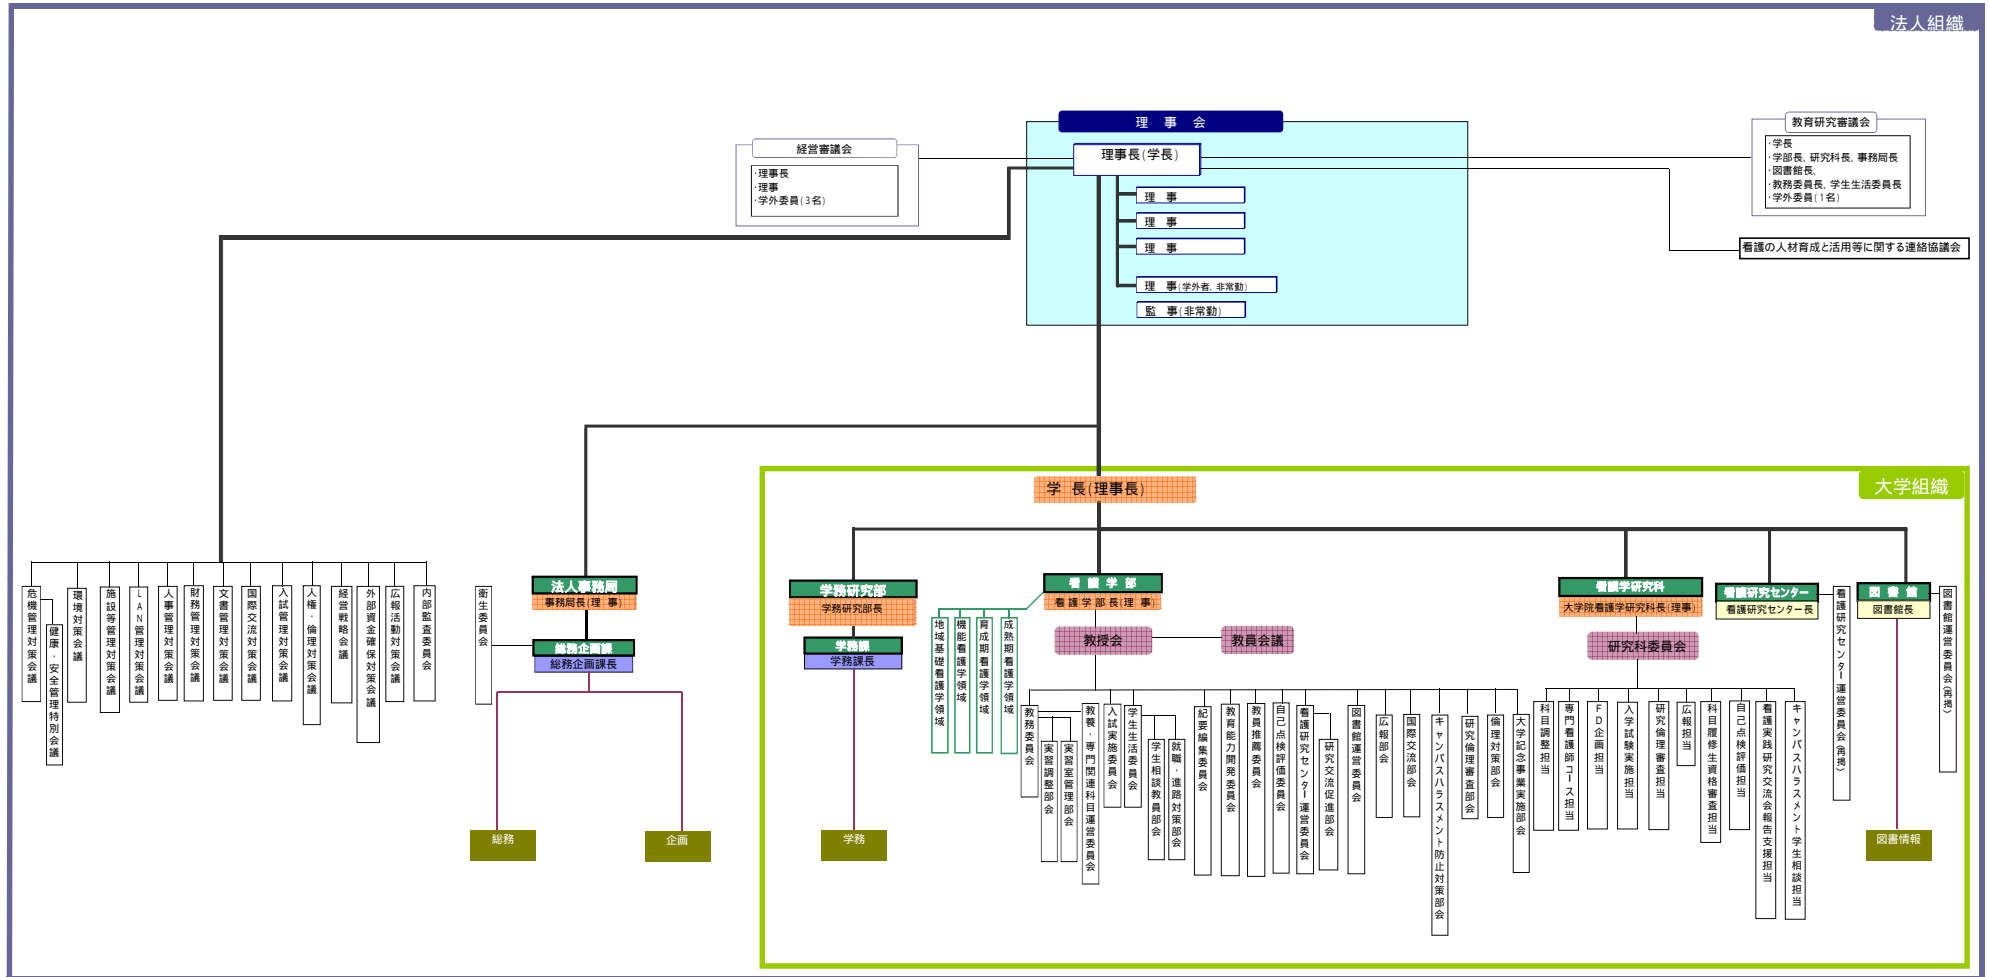 法人組織
理 事 会
理事長(学長)
理 事
理 事
理 事
理 事(学外者、非常勤)
監 事(非常勤)
経営審議会
・理事長
・理事
・学外委員(3名)
教育研究審議会
・学長
・学部長、研究科長、事務局長
・図書館長、
・教務委員長、学生生活委員長
・学外委員(1名)
看護の人材育成と活用等に関する連絡協議会
大学組織
学 長(理事長)
危機管理対策会議
健康・安全管理特別会議
環境対策会議
施設等管理対策会議
LAN管理対策会議
人事管理対策会議
財務管理対策会議
文書管理対策会議
国際交流対策会議
入試管理対策会議
人権・倫理対策会議
経営戦略会議
外部資金確保対策会議
広報活動対策会議
内部監査委員会
衛生委員会
法人事務局
事務局長(理 事)
総務企画課
総務企画課長
総務
企画
学務研究部
学務研究部長
学務課
学務課長
学務
看 護 学 部
看 護 学 部 長(理 事)
地域基礎看護学領域
機能看護学領域
育成期看護学領域
成熟期看護学領域
教授会
教員会議
教務委員会
実習調整部会
実習室管理部会
教養・専門関連科目運営委員会
入試実施委員会
学生生活委員会
学生相談教員部会
就職・進路対策部会
紀要編集委員会
教育能力開発委員会
教員推薦委員会
自己点検評価委員会
看護研究センター運営委員会
研究交流促進部会
図書館運営委員会
広報部会
国際交流部会
キャンパスハラスメント防止対策部会
研究倫理審査部会
倫理対策部会
大学記念事業実施部会
看護学研究科
大学院看護学研究科長(理事)
研究科委員会
科目調整担当
専門看護師コース担当
FD企画担当
入学試験実施担当
研究倫理審査担当
広報担当
科目履修生資格審査担当
自己点検評価担当
看護実践研究交流会報告支援担当
キャンパスハラスメント学生相談担当
看護研究センター
看護研究センター長
看護研究センター運営委員会(再掲)
図 書 館
図書館長
図書館運営委員会(再掲)
図書情報